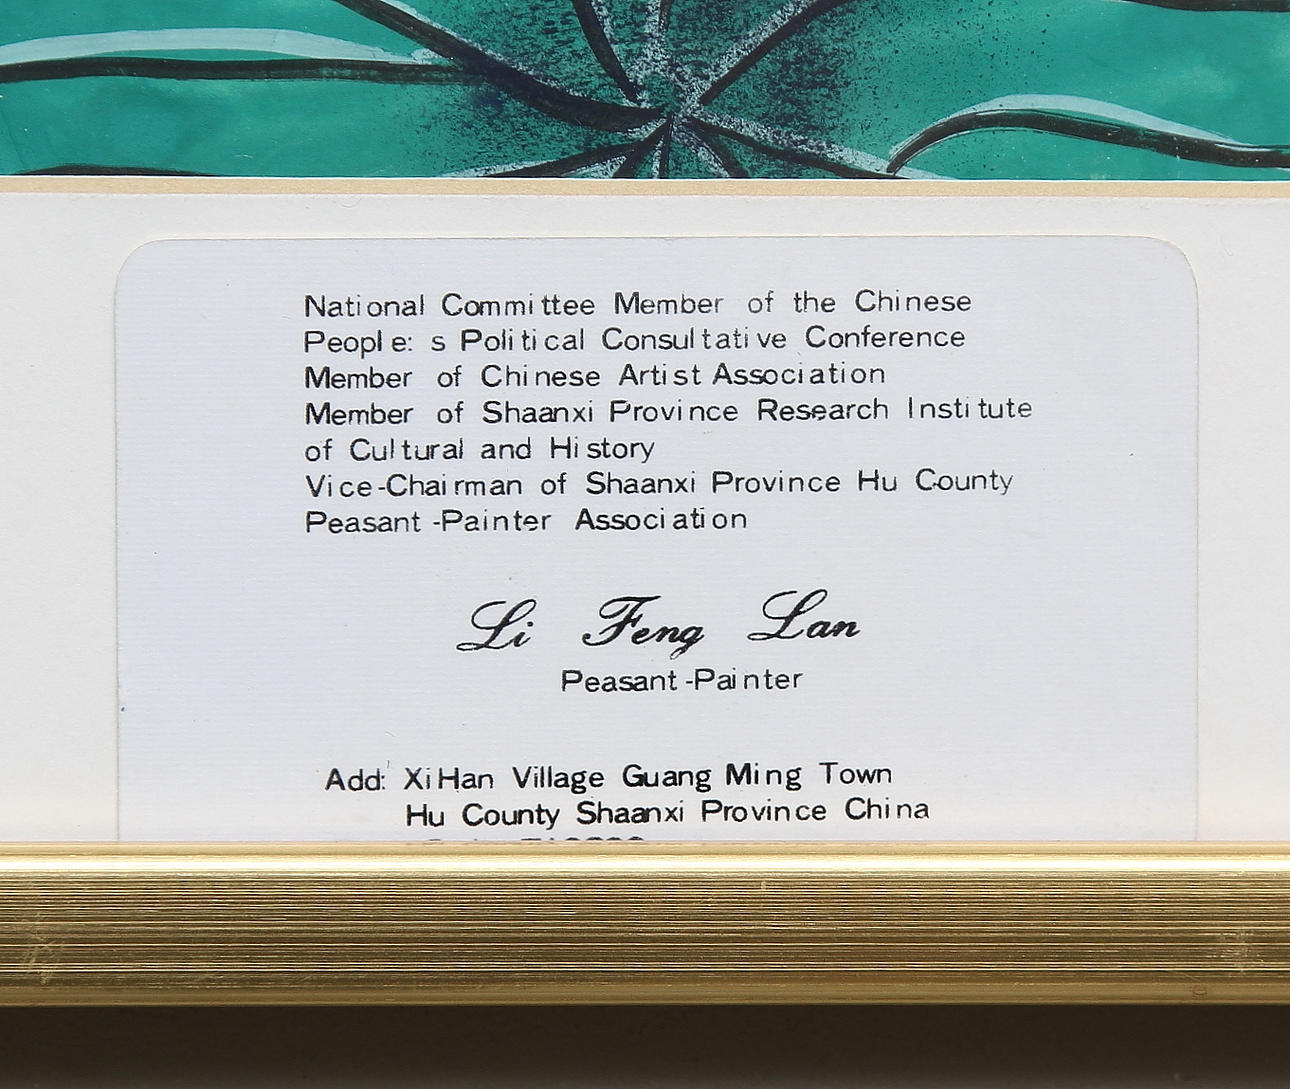 National Committee Member of the Chinese
People: s Political Consultative Conference
Member of Chinese Artist Association
Member of Shaanxi Province Research Institute
of Cultural and History
Vice-Chairman of Shaanxi Province Hu County
Peasant-Painter Association
Li Feng Lan
Peasant-Painter
Add: XiHan Village Guang Ming Town
Hu County Shaanxi Province China